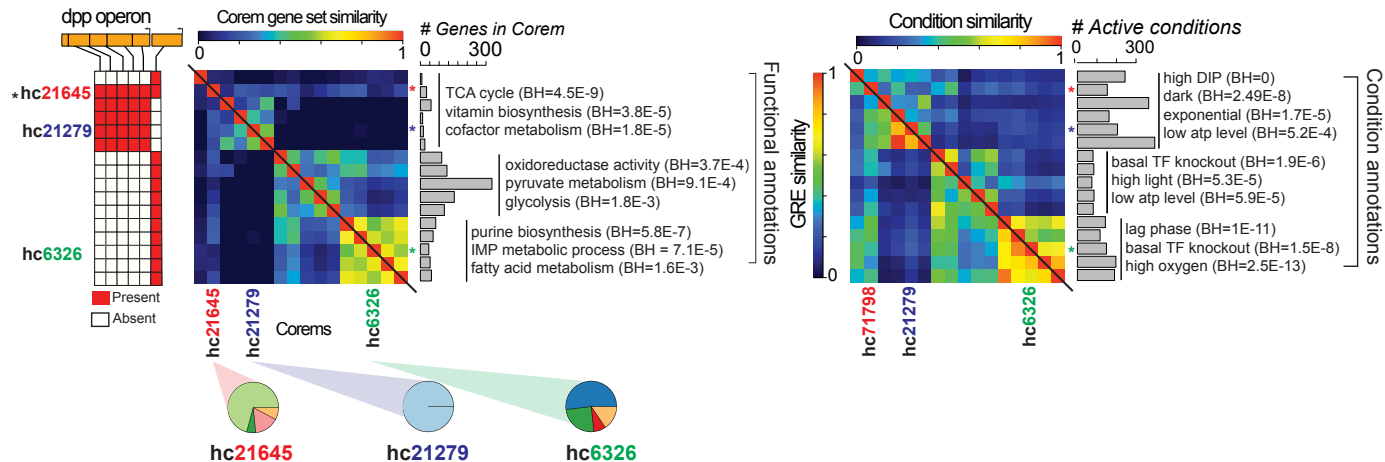 dpp operon
*hc21645
hc21279
hc6326
Present
Absent
Corem gene set similarity
0
1
# Genes in Corem
0
300
*
*
*
TCA cycle (BH=4.5E-9)
vitamin biosynthesis (BH=3.8E-5)
cofactor metabolism (BH=1.8E-5)
oxidoreductase activity (BH=3.7E-4)
pyruvate metabolism (BH=9.1E-4)
glycolysis (BH=1.8E-3)
purine biosynthesis (BH=5.8E-7)
IMP metabolic process (BH = 7.1E-5)
fatty acid metabolism (BH=1.6E-3)
Functional annotations
hc21645
hc21279
Corems
hc6326
hc21645
hc21279
hc6326
GRE similarity
1
0
Condition similarity
0
1
# Active conditions
0
300
*
*
*
high DIP (BH=0)
dark (BH=2.49E-8)
exponential (BH=1.7E-5)
low atp level (BH=5.2E-4)
basal TF knockout (BH=1.9E-6)
high light (BH=5.3E-5)
low atp level (BH=5.9E-5)
lag phase (BH=1E-11)
basal TF knockout (BH=1.5E-8)
high oxygen (BH=2.5E-13)
Condition annotations
hc71798
hc21279
hc6326